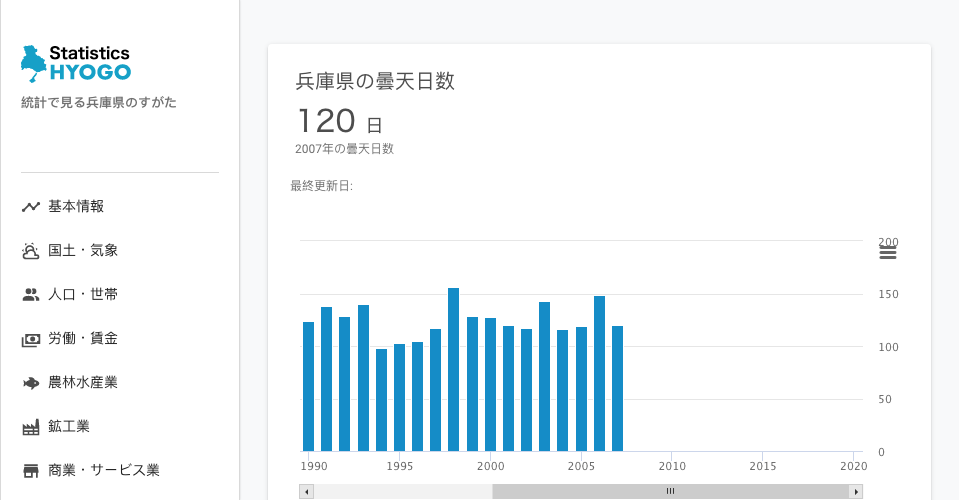 Statistics
HYOGO
統計で見る兵庫県のすがた
基本情報
国土・気象
人口・世帯
労働・賃金
農林水産業
鉱工業
商業・サービス業
兵庫県の曇天日数
120 日
2007年の曇天日数
最終更新日:
200
150
100
50
0
1990 1995 2000 2005 2010 2015 2020